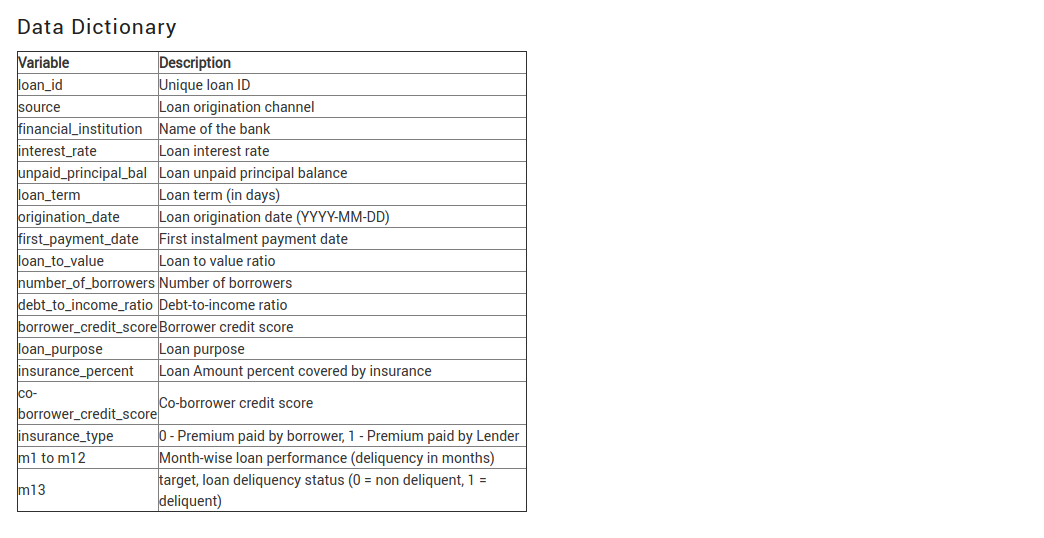 Data Dictionary
Variable Description
loan_id Unique loan ID
source Loan origination channel
financial_institution Name of the bank
interest_rate Loan interest rate
unpaid_principal_bal Loan unpaid principal balance
loan_term Loan term (in days)
origination_date Loan origination date (YYYY-MM-DD)
first_payment_date First instalment payment date
loan_to_value Loan to value ratio
number_of_borrowers Number of borrowers
debt_to_income_ratio Debt-to-income ratio
borrower_credit_score Borrower credit score
loan_purpose Loan purpose
insurance_percent Loan Amount percent covered by insurance
co-
borrower_credit_score Co-borrower credit score
insurance_type 0 - Premium paid by borrower, 1 - Premium paid by Lender
m1 to m12 Month-wise loan performance (deliquency in months)
m13 target, loan deliquency status (0 = non deliquent, 1 =
deliquent)